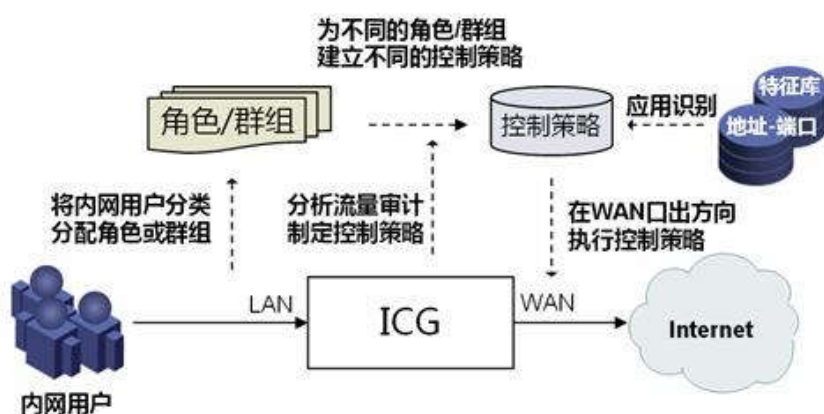 为不同的角色/群组
建立不同的控制策略
特征库
角色/群组
控制策略
应用识别
地址-端口
将内网用户分类
分配角色或群组
分析流量审计
制定控制策略
在WAN口出方向
执行控制策略
LAN
ICG
WAN
Internet
内网用户